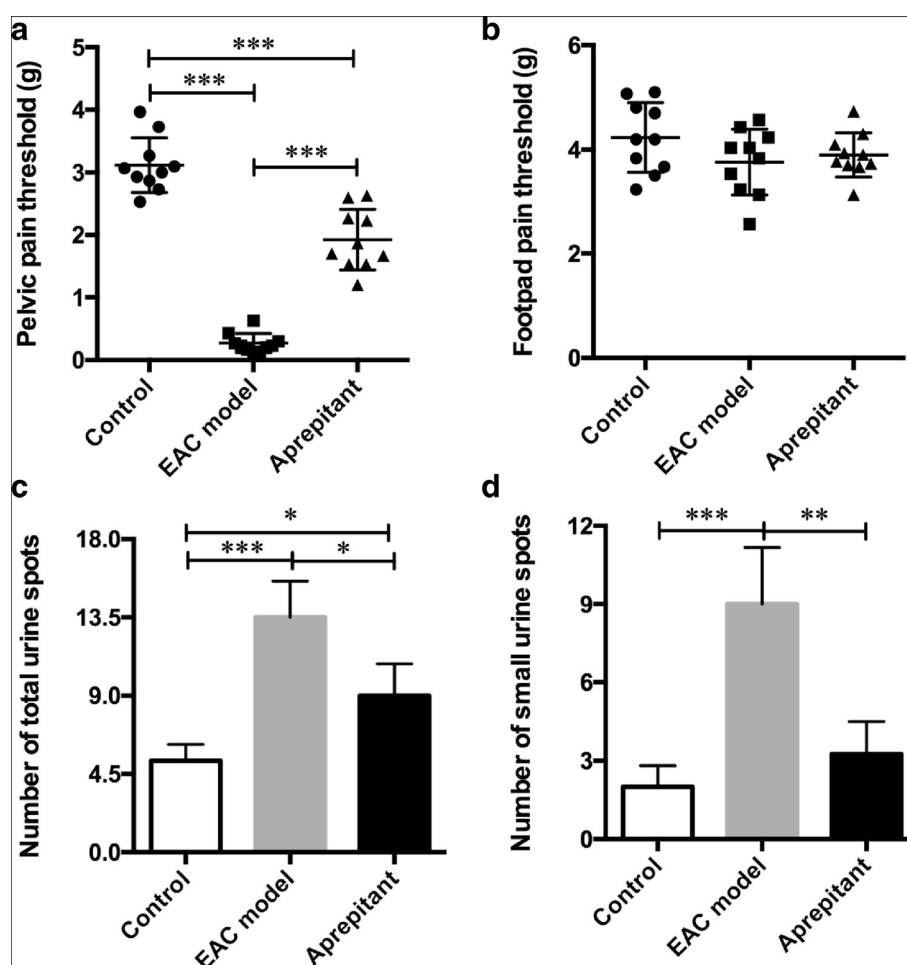 a
Pelvic pain threshold (g)
5
4
3
2
1
0
***
***
***
Control
EAC model
Aprepitant
b
Footpad pain threshold (g)
6
4
2
0
Control
EAC model
Aprepitant
c
Number of total urine spots
18.0
13.5
9.0
4.5
0.0
*
***
*
Control
EAC model
Aprepitant
d
Number of small urine spots
12
9
6
3
0
***
**
Control
EAC model
Aprepitant